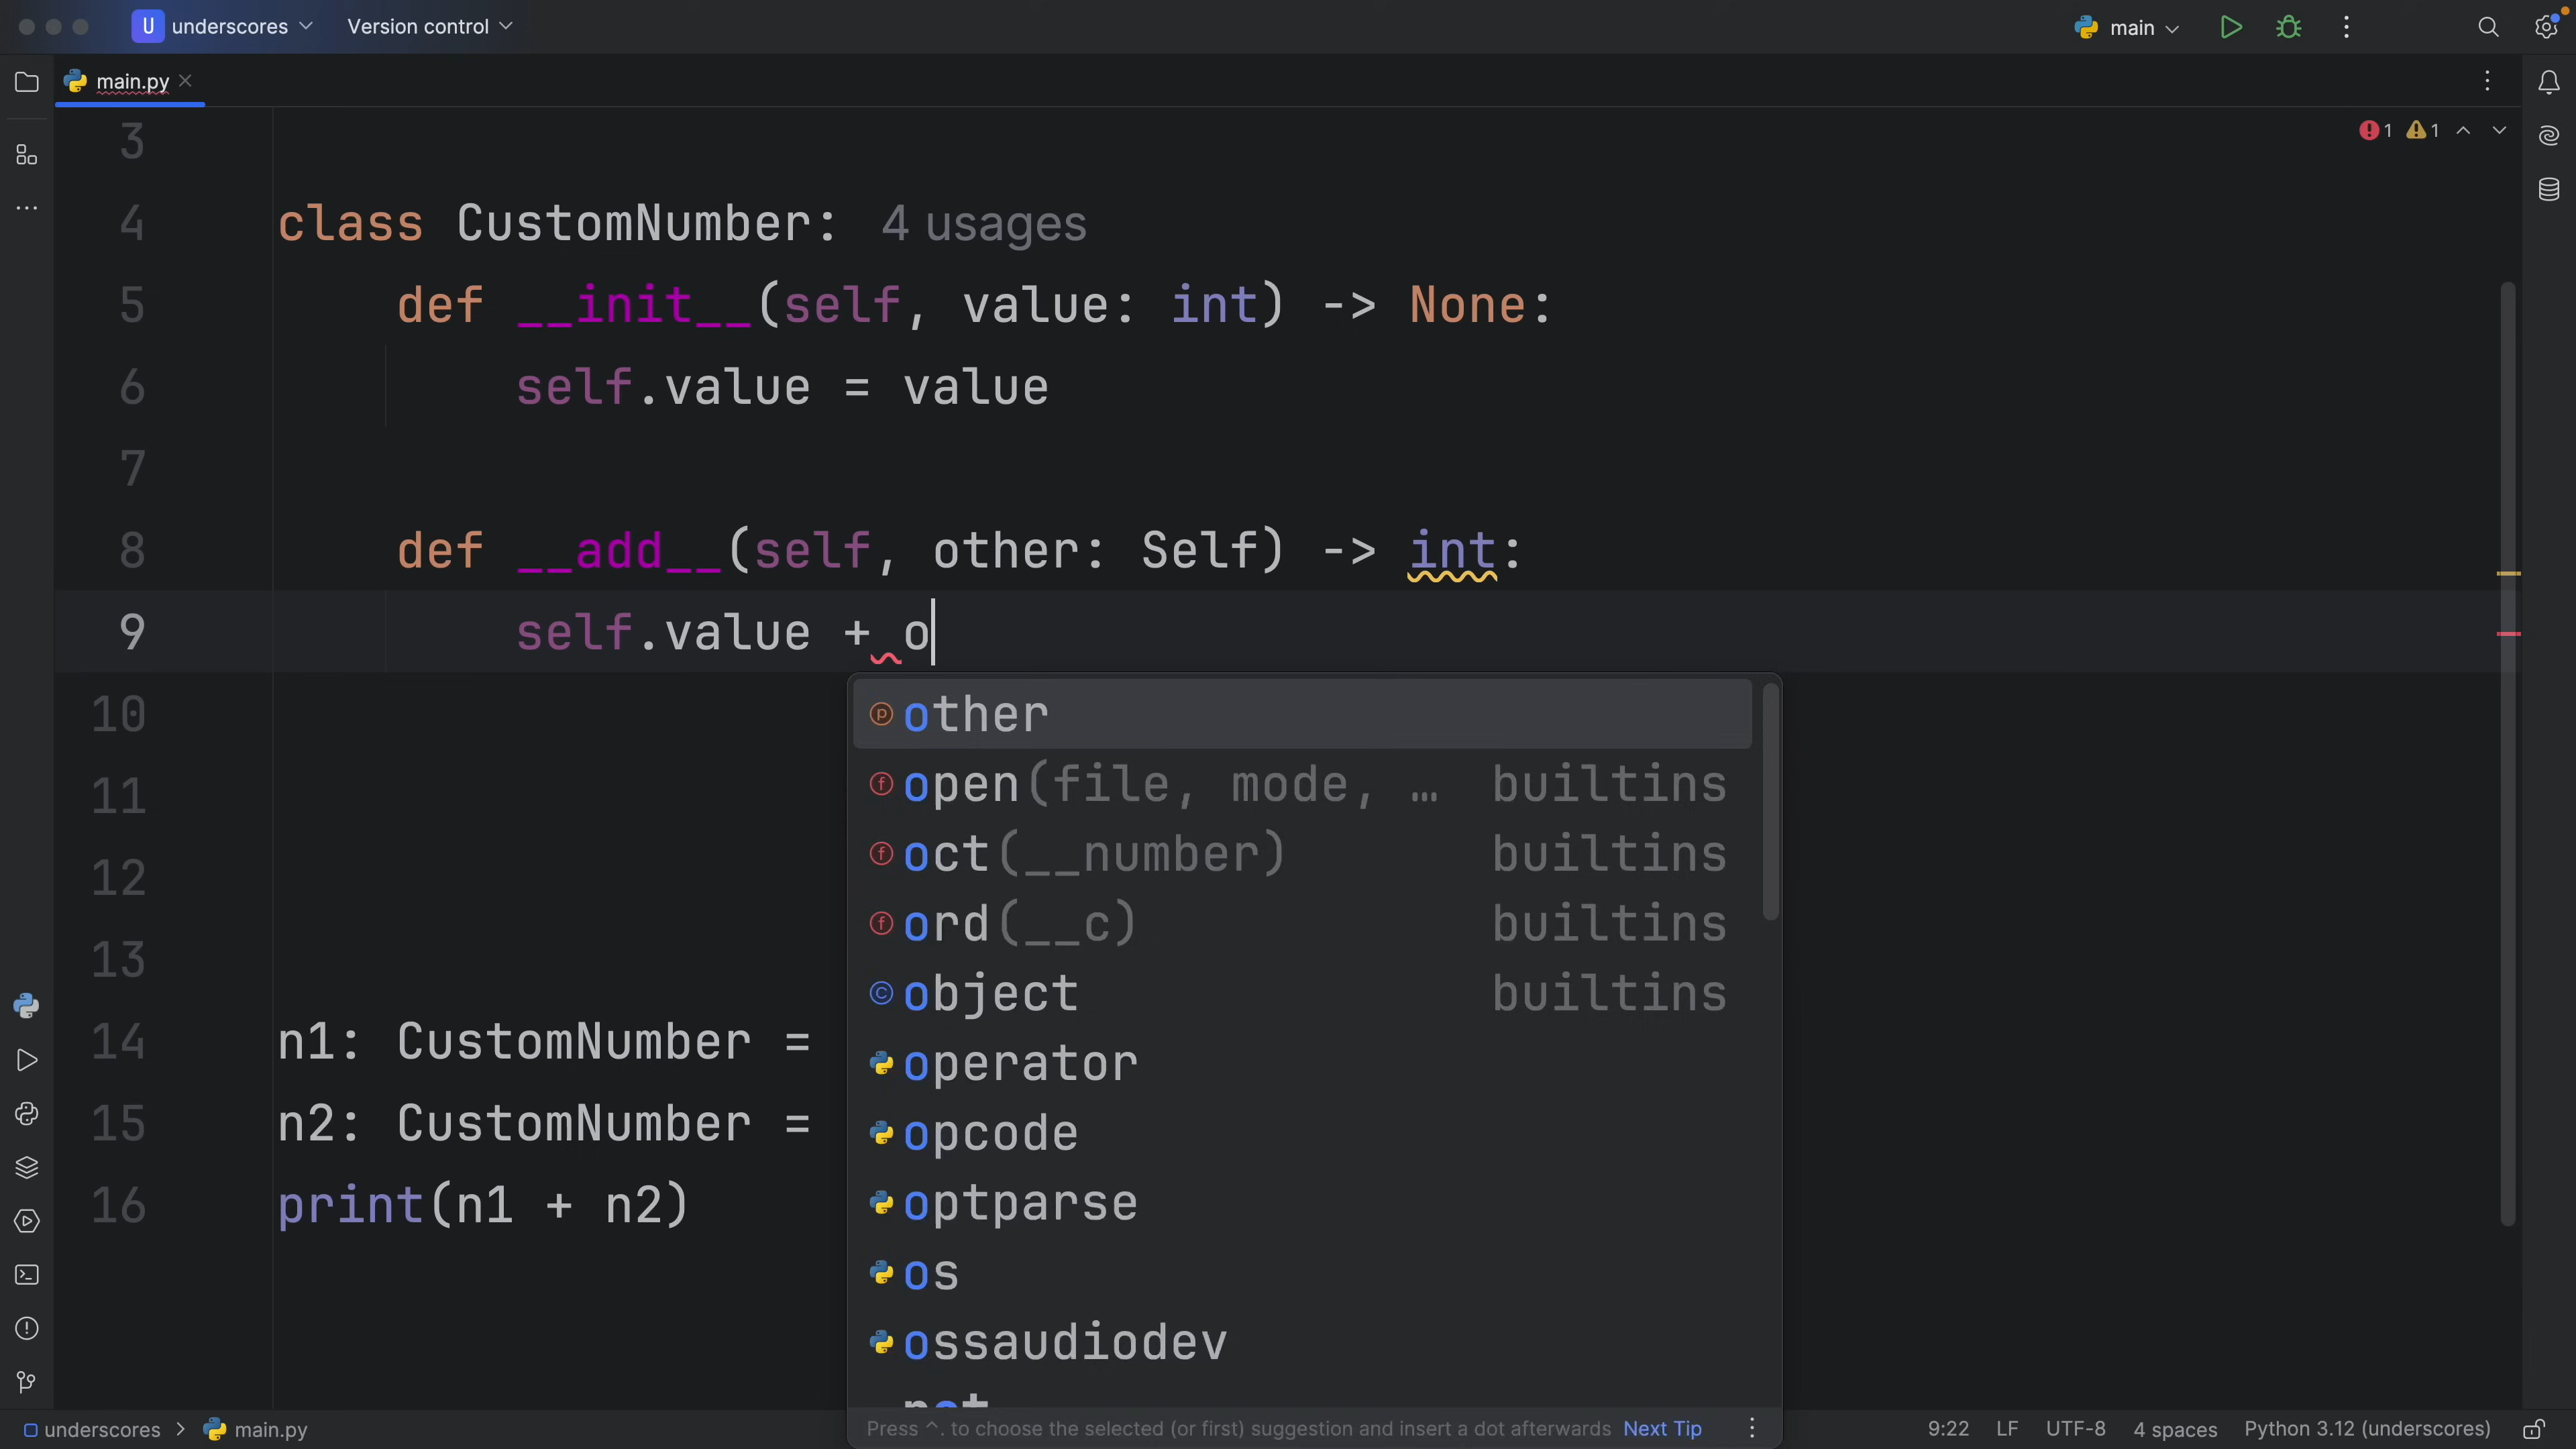 U underscores Version control main
main.py
1 1
3
4 class CustomNumber: 4 usages
5 def __init__(self, value: int) -> None:
6 self.value = value
7
8 def __add__(self, other: Self) -> int:
9 self.value + o
10
11
12
13
14 n1: CustomNumber =
15 n2: CustomNumber =
16 print(n1 + n2)
p other
f open(file, mode, … builtins
f oct(__number) builtins
f ord(__c) builtins
C object builtins
operator
opcode
optparse
os
ossaudiodev
Press ^. to choose the selected (or first) suggestion and insert a dot afterwards Next Tip
underscores > main.py 9:22 LF UTF-8 4 spaces Python 3.12 (underscores)